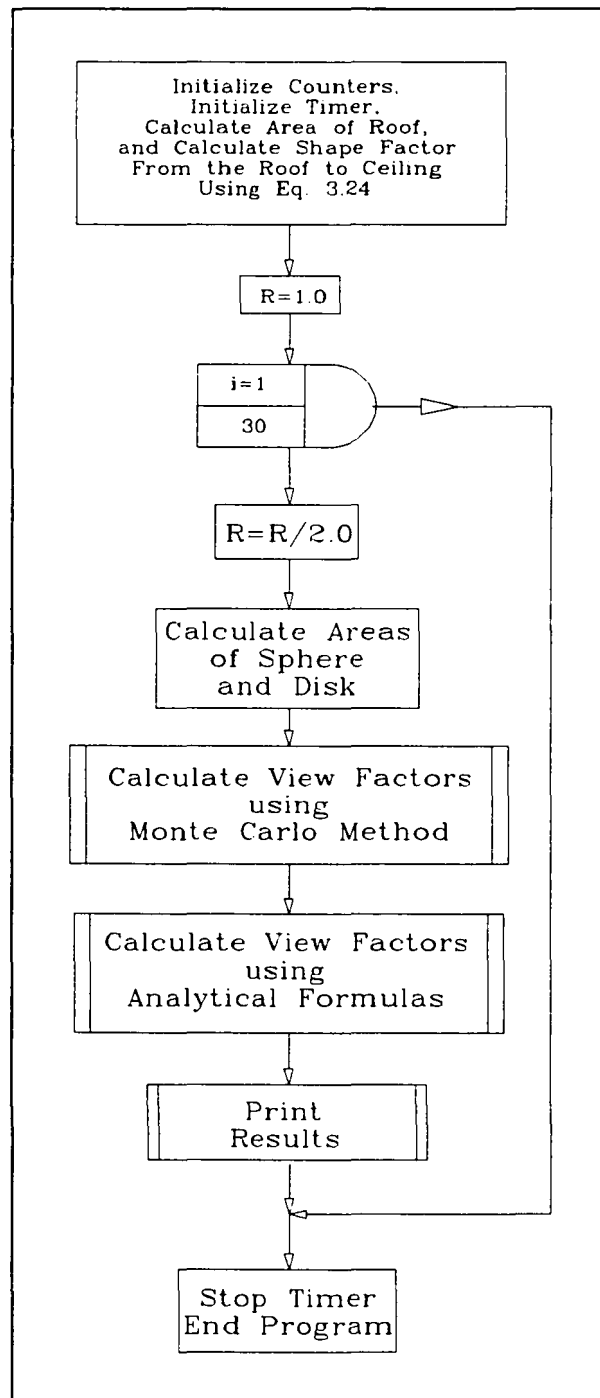 Initialize Counters,
Initialize Timer,
Calculate Area of Roof,
and Calculate Shape Factor
From the Roof to Ceiling
Using Eq. 3.24
R=1.0
i=1
30
R=R/2.0
Calculate Areas
of Sphere
and Disk
Calculate View Factors
using
Monte Carlo Method
Calculate View Factors
using
Analytical Formulas
Print
Results
Stop Timer
End Program